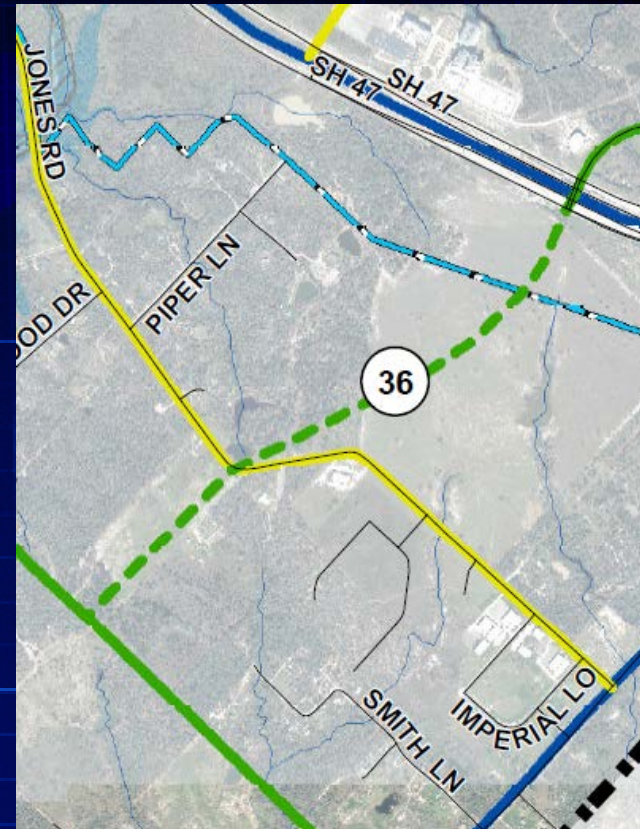 JONES RD
SH 47
SH 47
PIPER LN
OOD DR
36
SMITH LN
IMPERIAL LO